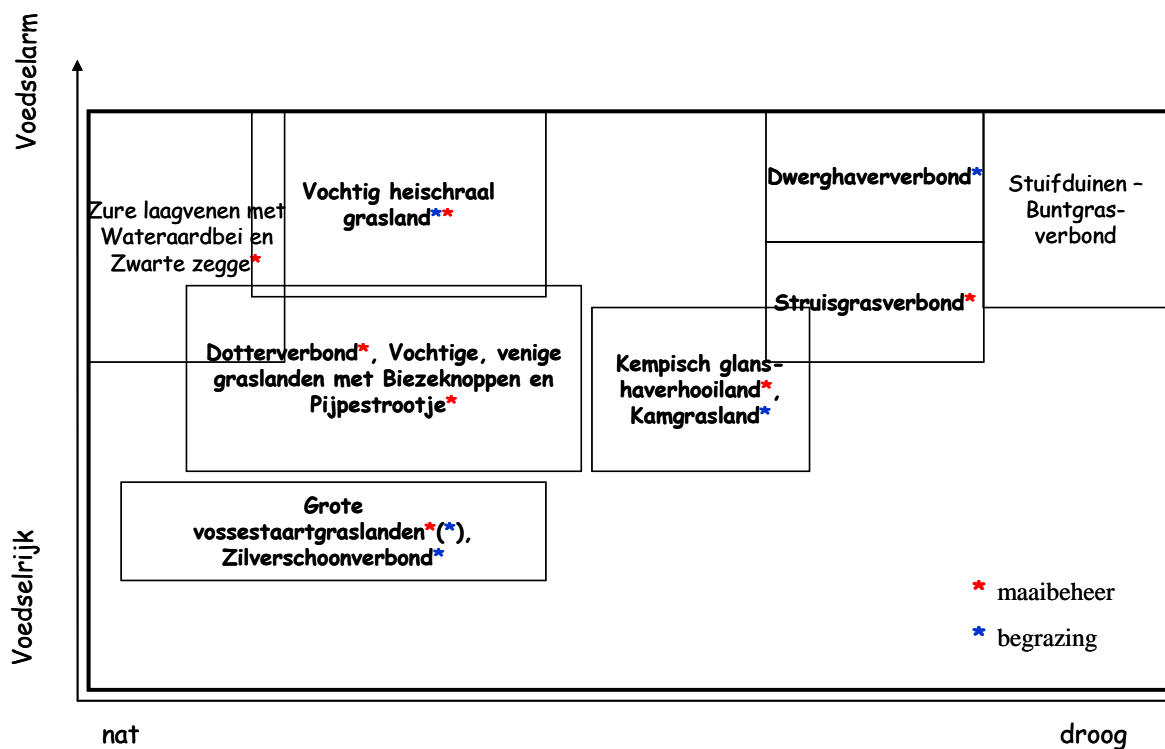 Voedselarm
Voedselrijk
Zure laagvenen met
Wateraardbei en
Zwarte zegge*
Vochtig heischraal
grasland**
Dwerghaververbond*
Stuifduinen –
Buntgras-
verbond
Struisgrasverbond*
Dotterverbond*, Vochtige, venige
graslanden met Biezeknoppen en
Pijpestrootje*
Kempisch glans-
haverhooiland*,
Kamgrasland*
Grote
vossestaartgraslanden*(*),
Zilverschoonverbond*
* maaibeheer
* begrazing
nat
droog